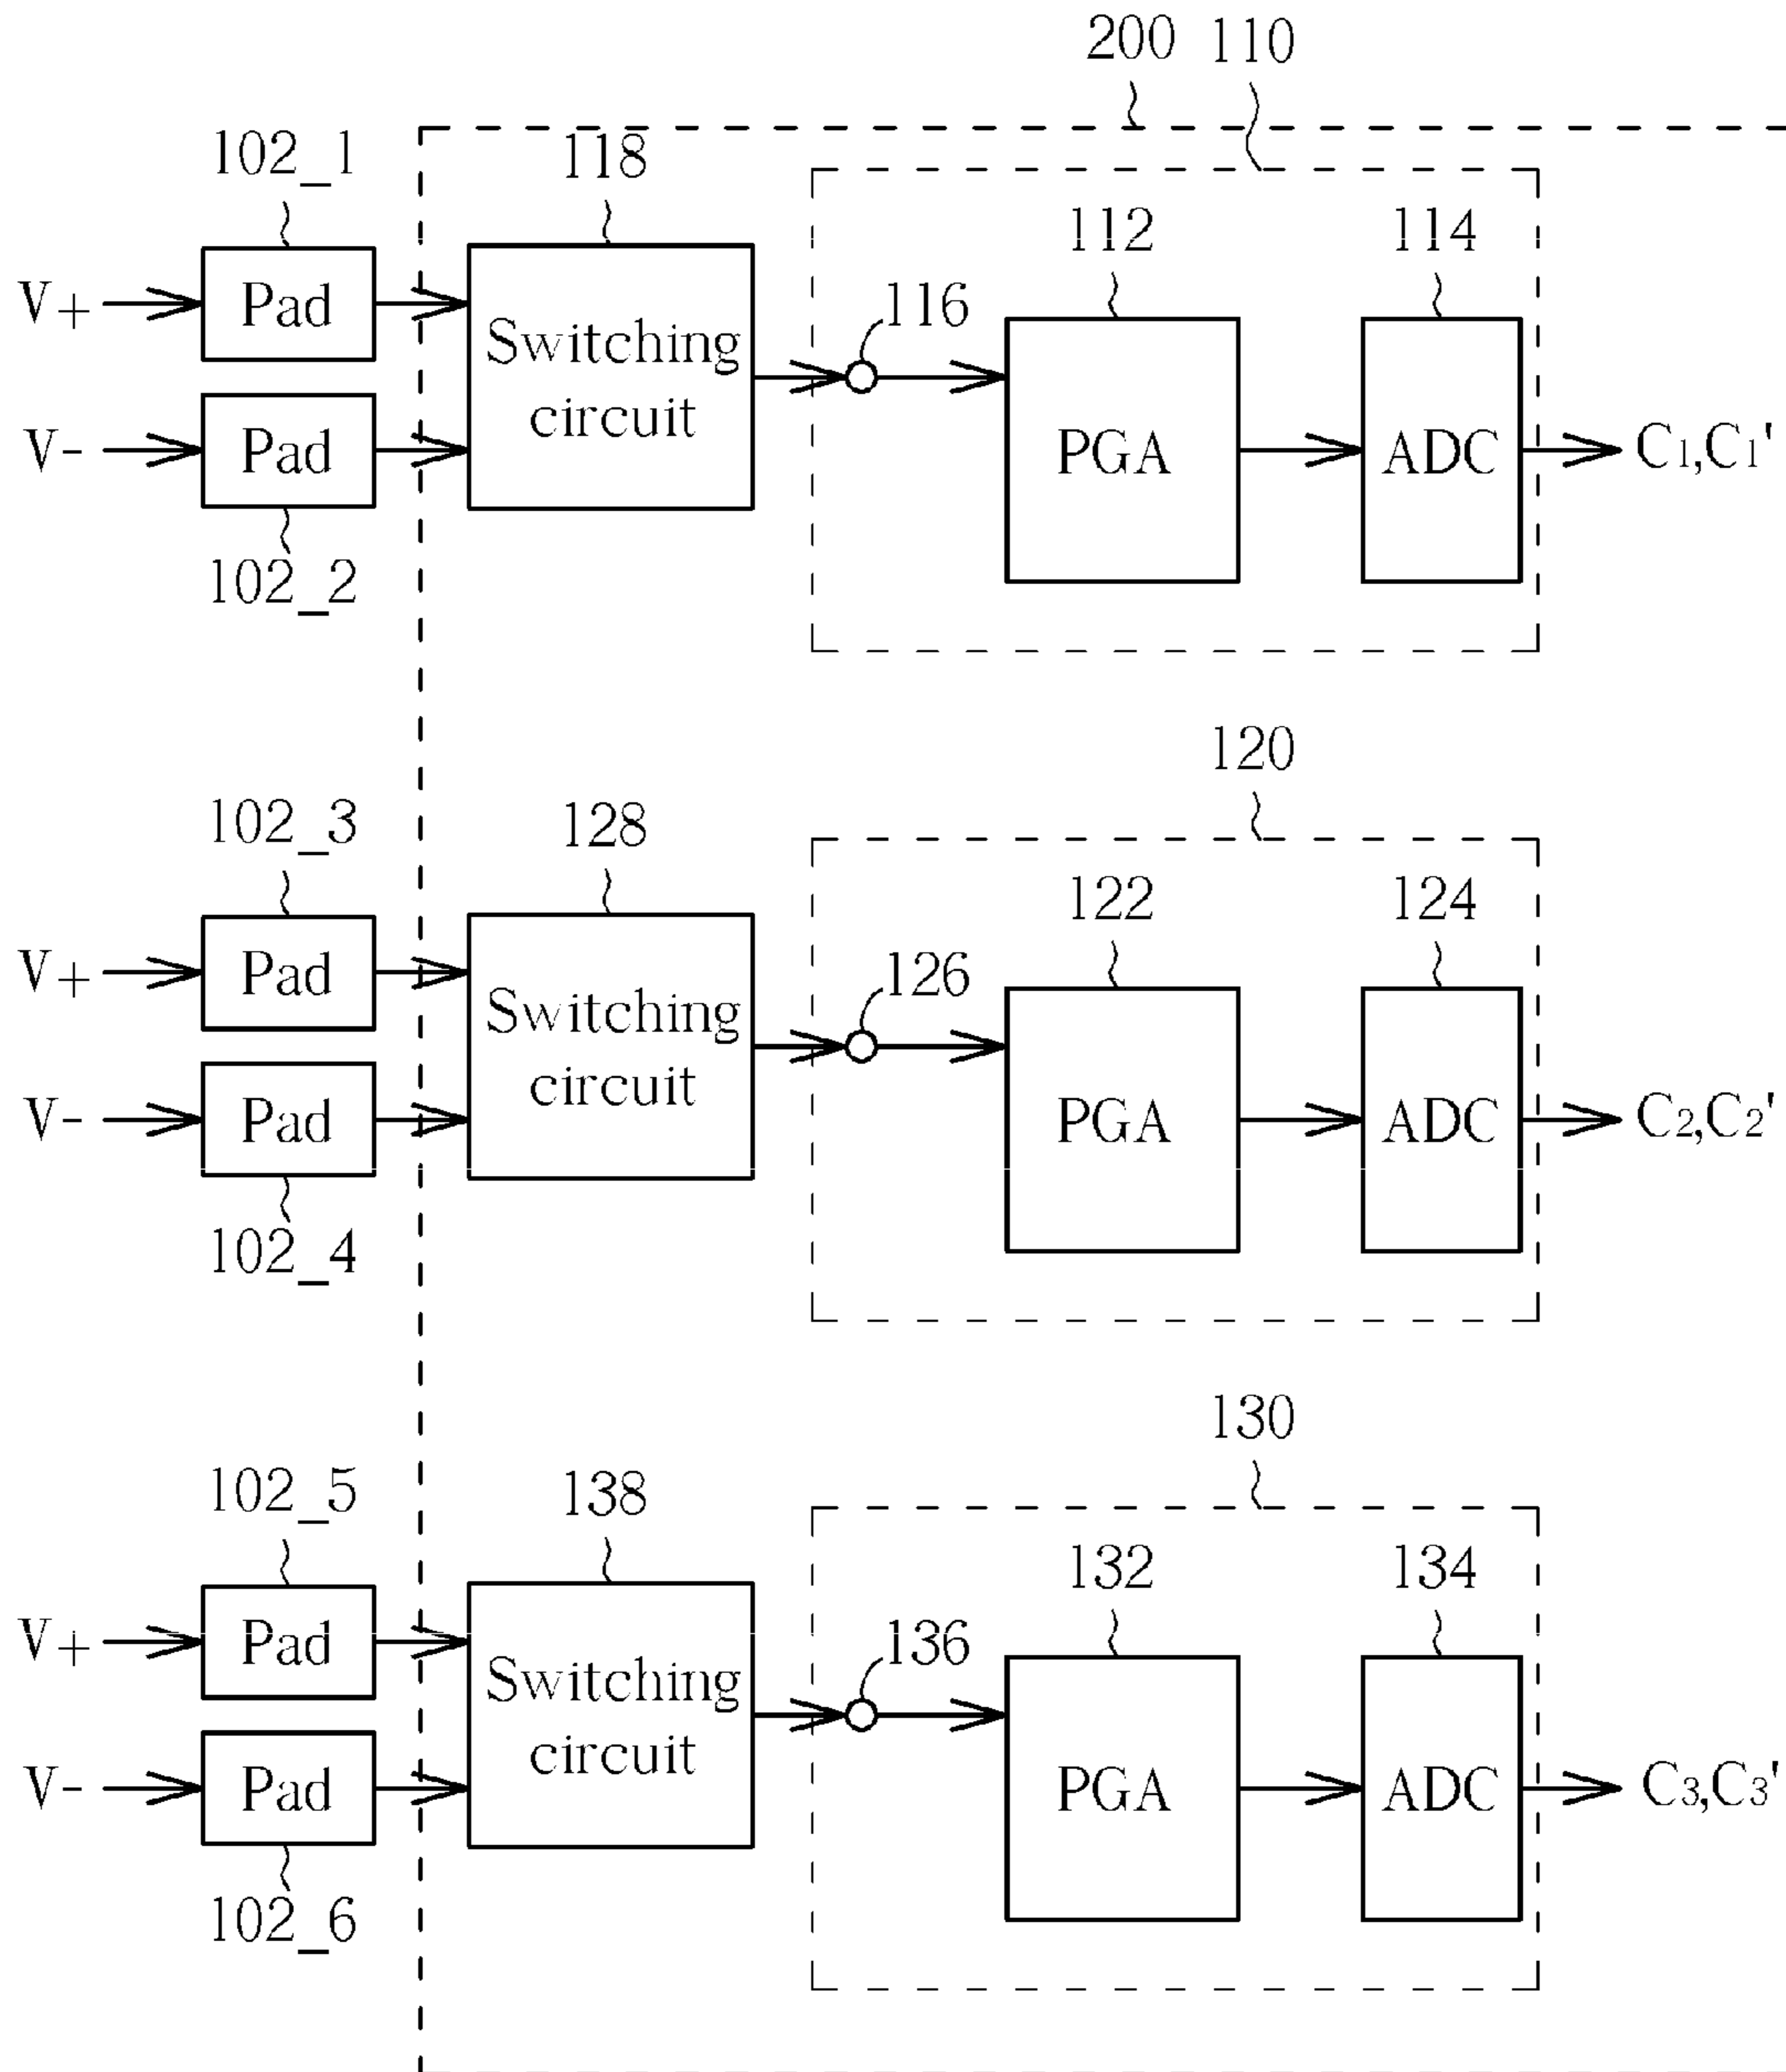 200 110
102_1 118
112 114
V+ Pad
116
Switching
circuit
V- Pad
PGA ADC C1,C1'
102_2
120
102_3 128
122 124
V+ Pad
126
Switching
circuit
V- Pad
PGA ADC C2,C2'
102_4
130
102_5 138
132 134
V+ Pad
136
Switching
circuit
V- Pad
PGA ADC C3,C3'
102_6